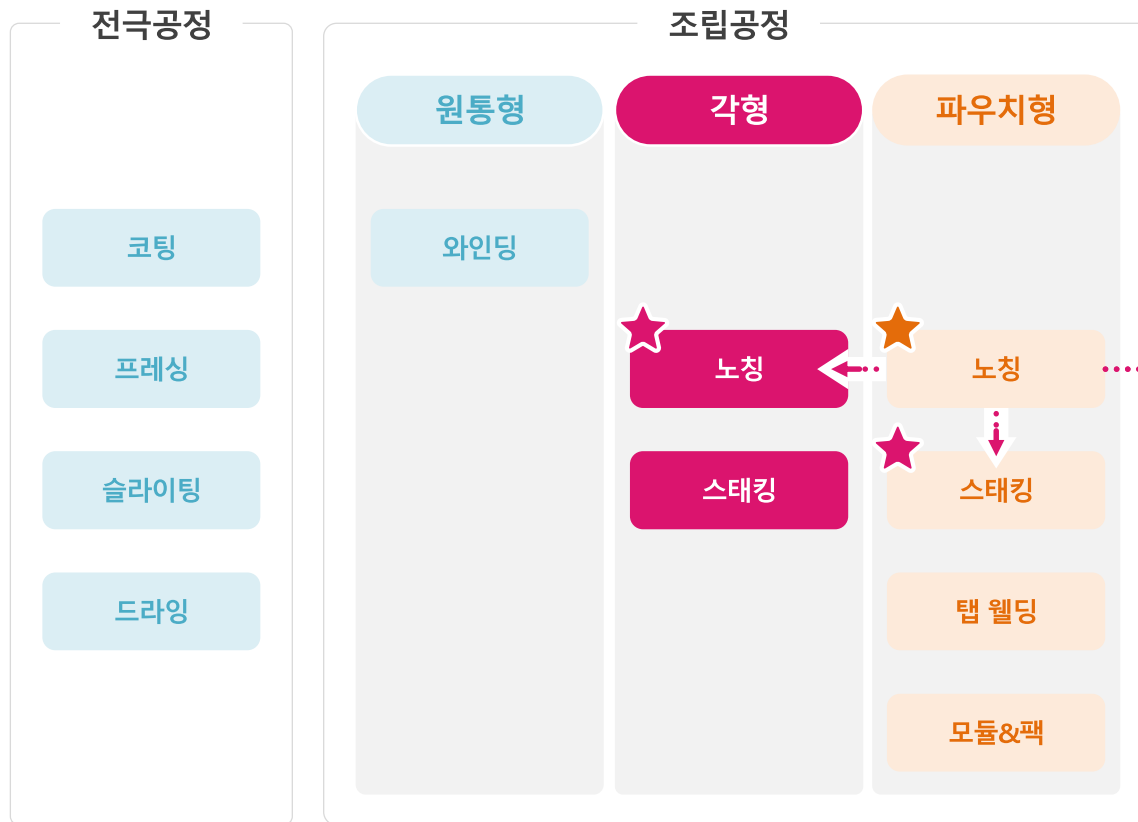 전극공정
코팅
프레싱
슬라이팅
드라잉
조립공정
원통형
와인딩
각형
노칭
스태킹
파우치형
노칭
스태킹
탭 웰딩
모듈&팩